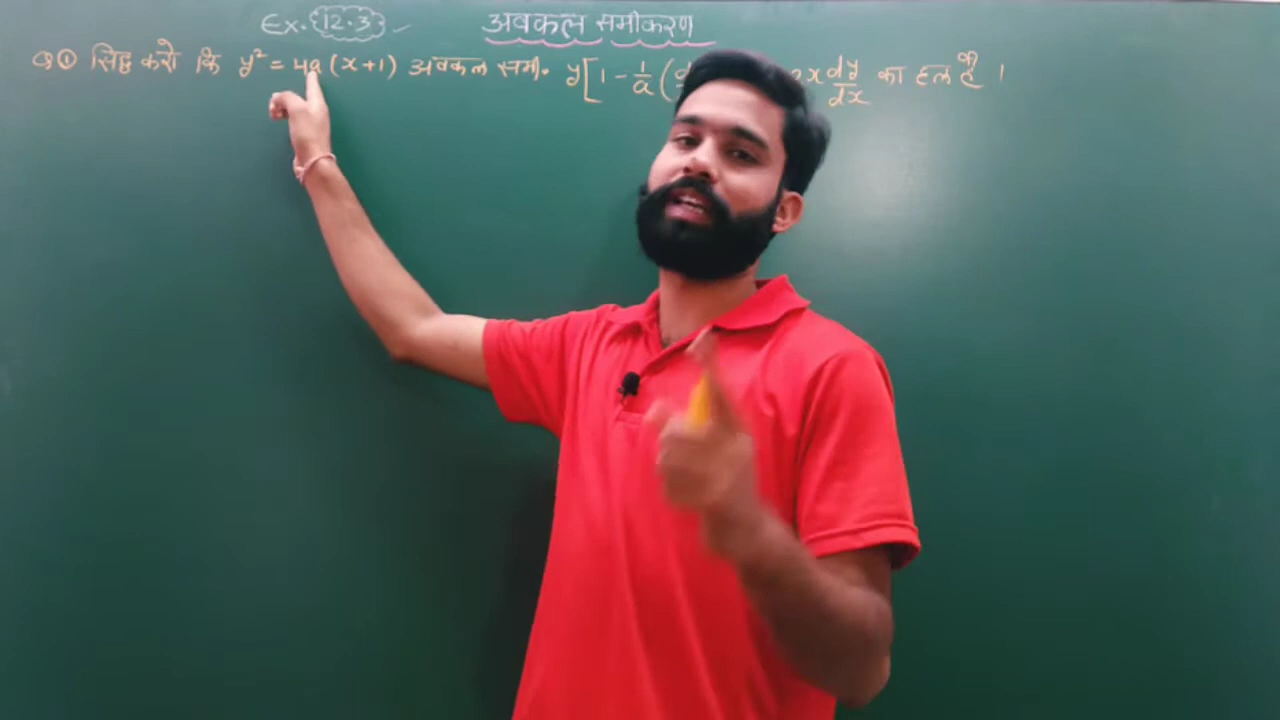 Ex. 12.3 अवकल समीकरण
Q① सिद्ध करो कि y² = 4a(x+1) अवकल समी. y[1 - 1/a ( x dy/dx का हल है ।